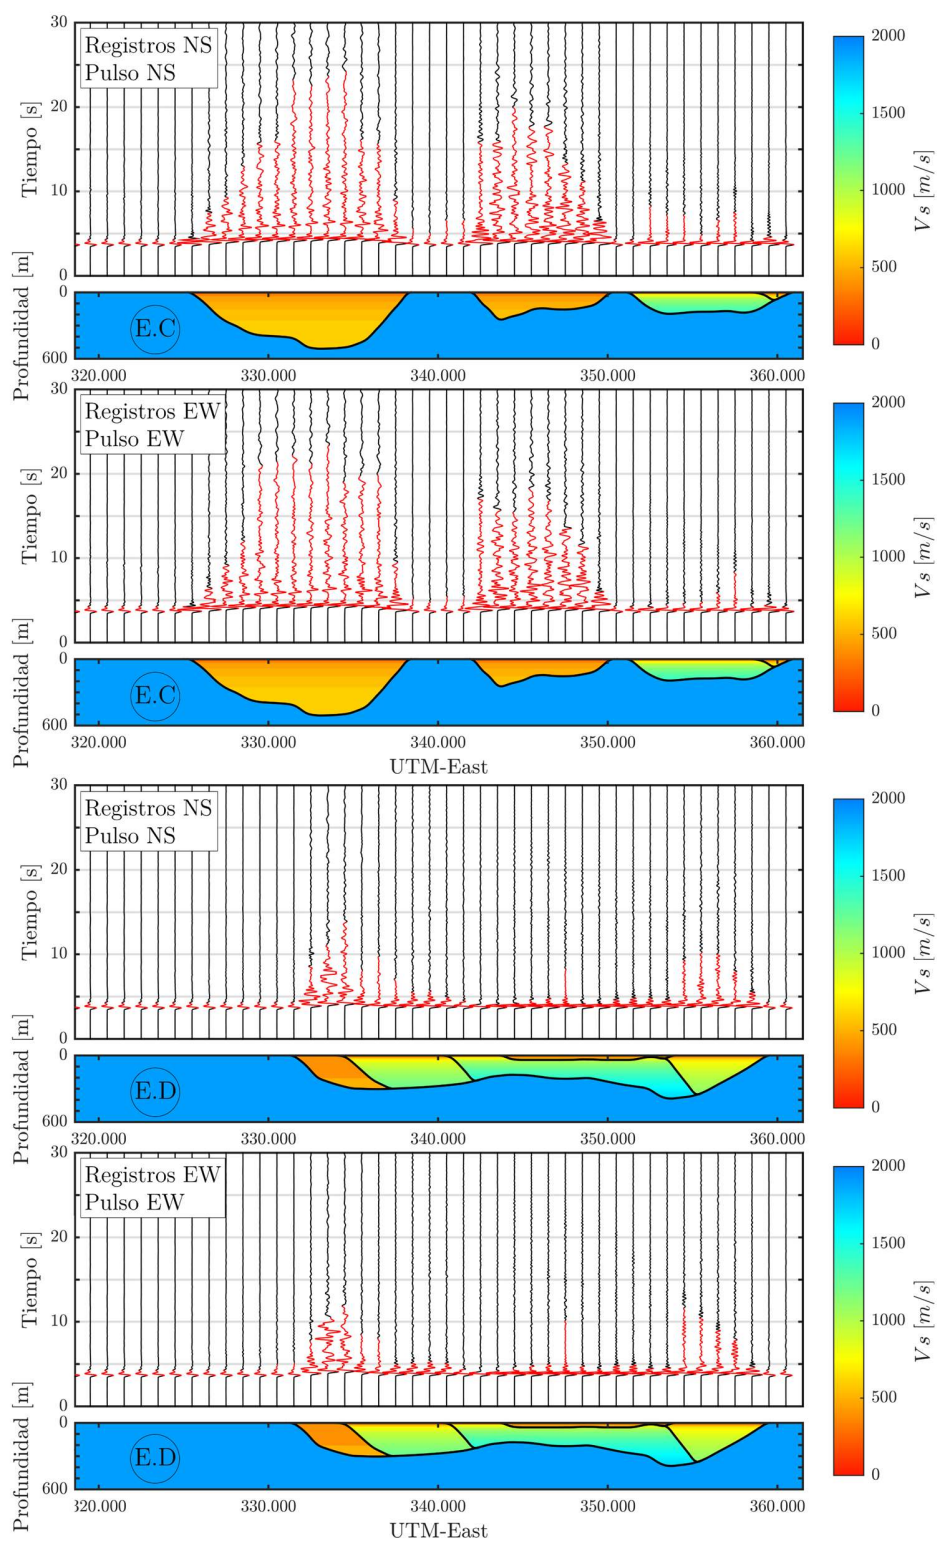 Registros NS
Pulso NS
Tiempo [s]
30
20
10
0
Profundidad [m]
0
600
E.C
320.000 330.000 340.000 350.000 360.000
2000
1500
1000
500
0
Vs [m/s]
Registros EW
Pulso EW
Tiempo [s]
30
20
10
0
Profundidad [m]
0
600
E.C
320.000 330.000 340.000 350.000 360.000
UTM-East
2000
1500
1000
500
0
Vs [m/s]
Registros NS
Pulso NS
Tiempo [s]
30
20
10
0
Profundidad [m]
0
600
E.D
320.000 330.000 340.000 350.000 360.000
2000
1500
1000
500
0
Vs [m/s]
Registros EW
Pulso EW
Tiempo [s]
30
20
10
0
Profundidad [m]
0
600
E.D
320.000 330.000 340.000 350.000 360.000
UTM-East
2000
1500
1000
500
0
Vs [m/s]